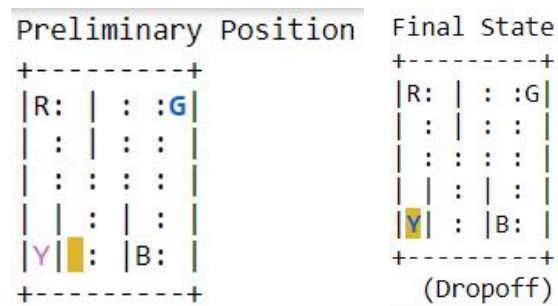 Preliminary Position
+---------+
|R: | : :G|
| : | : : |
| : : : : |
| | : | : |
|Y| : |B: |
+---------+
Final State
+---------+
|R: | : :G|
| : | : : |
| : : : : |
| | : | : |
|Y| : |B: |
+---------+
(Dropoff)